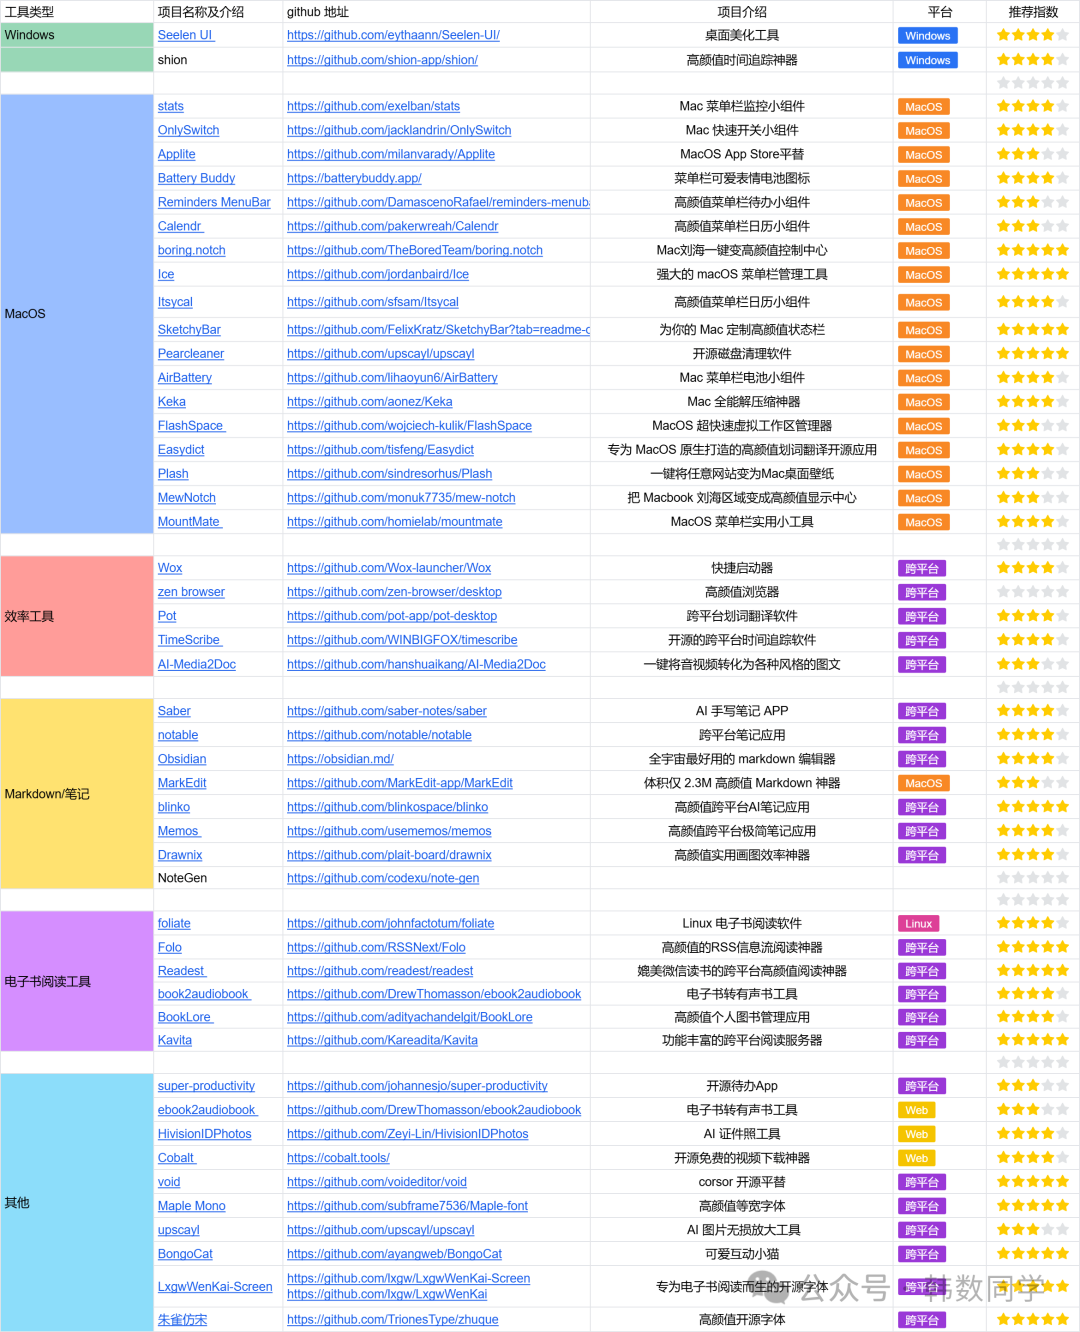 工具类型 项目名称及介绍 github 地址 项目介绍 平台 推荐指数
Windows Seelen UI https://github.com/eythaann/Seelen-UI/ 桌面美化工具 Windows
shion https://github.com/shion-app/shion/ 高颜值时间追踪神器 Windows
stats https://github.com/exelban/stats Mac 菜单栏监控小组件 MacOS
OnlySwitch https://github.com/jacklandrin/OnlySwitch Mac 快速开关小组件 MacOS
Applite https://github.com/milanvarady/Applite MacOS App Store平替 MacOS
Battery Buddy https://batterybuddy.app/ 菜单栏可爱表情电池图标 MacOS
Reminders MenuBar https://github.com/DamascenoRafael/reminders-menuba 高颜值菜单栏待办小组件 MacOS
Calendr https://github.com/pakerwreah/Calendr 高颜值菜单栏日历小组件 MacOS
boring.notch https://github.com/TheBoredTeam/boring.notch Mac刘海一键变高颜值控制中心 MacOS
Ice https://github.com/jordanbaird/Ice 强大的 macOS 菜单栏管理工具 MacOS
Itsycal https://github.com/sfsam/Itsycal 高颜值菜单栏日历小组件 MacOS
MacOS
SketchyBar https://github.com/FelixKratz/SketchyBar?tab=readme-o 为你的 Mac 定制高颜值状态栏 MacOS
Pearcleaner https://github.com/upscayl/upscayl 开源磁盘清理软件 MacOS
AirBattery https://github.com/lihaoyun6/AirBattery Mac 菜单栏电池小组件 MacOS
Keka https://github.com/aonez/Keka Mac 全能解压缩神器 MacOS
FlashSpace https://github.com/wojciech-kulik/FlashSpace MacOS 超快速虚拟工作区管理器 MacOS
Easydict https://github.com/tisfeng/Easydict 专为 MacOS 原生打造的高颜值划词翻译开源应用 MacOS
Plash https://github.com/sindresorhus/Plash 一键将任意网站变为Mac桌面壁纸 MacOS
MewNotch https://github.com/monuk7735/mew-notch 把 Macbook 刘海区域变成高颜值显示中心 MacOS
MountMate https://github.com/homielab/mountmate MacOS 菜单栏实用小工具 MacOS
Wox https://github.com/Wox-launcher/Wox 快捷启动器 跨平台
zen browser https://github.com/zen-browser/desktop 高颜值浏览器 跨平台
效率工具 Pot https://github.com/pot-app/pot-desktop 跨平台划词翻译软件 跨平台
TimeScribe https://github.com/WINBIGFOX/timescribe 开源的跨平台时间追踪软件 跨平台
AI-Media2Doc https://github.com/hanshuaikang/AI-Media2Doc 一键将音视频转化为各种风格的图文 跨平台
Saber https://github.com/saber-notes/saber AI 手写笔记 APP 跨平台
notable https://github.com/notable/notable 跨平台笔记应用 跨平台
Obsidian https://obsidian.md/ 全宇宙最好用的 markdown 编辑器 跨平台
MarkEdit https://github.com/MarkEdit-app/MarkEdit 体积仅 2.3M 高颜值 Markdown 神器 MacOS
Markdown/笔记
blinko https://github.com/blinkospace/blinko 高颜值跨平台AI笔记应用 跨平台
Memos https://github.com/usememos/memos 高颜值跨平台极简笔记应用 跨平台
Drawnix https://github.com/plait-board/drawnix 高颜值实用画图效率神器 跨平台
NoteGen https://github.com/codexu/note-gen
foliate https://github.com/johnfactotum/foliate Linux 电子书阅读软件 Linux
Folo https://github.com/RSSNext/Folo 高颜值的RSS信息流阅读神器 跨平台
Readest https://github.com/readest/readest 媲美微信读书的跨平台高颜值阅读神器 跨平台
电子书阅读工具
book2audiobook https://github.com/DrewThomasson/ebook2audiobook 电子书转有声书工具 跨平台
BookLore https://github.com/adityachandelgit/BookLore 高颜值个人图书管理应用 跨平台
Kavita https://github.com/Kareadita/Kavita 功能丰富的跨平台阅读服务器 跨平台
super-productivity https://github.com/johannesjo/super-productivity 开源待办App 跨平台
ebook2audiobook https://github.com/DrewThomasson/ebook2audiobook 电子书转有声书工具 Web
HivisionIDPhotos https://github.com/Zeyi-Lin/HivisionIDPhotos AI 证件照工具 Web
Cobalt https://cobalt.tools/ 开源免费的视频下载神器 Web
void https://github.com/voideditor/void corsor 开源平替 跨平台
其他 Maple Mono https://github.com/subframe7536/Maple-font 高颜值等宽字体 跨平台
upscayl https://github.com/upscayl/upscayl AI 图片无损放大工具 跨平台
BongoCat https://github.com/ayangweb/BongoCat 可爱互动小猫 跨平台
LxgwWenKai-Screen https://github.com/lxgw/LxgwWenKai-Screen 专为电子书阅读而生的开源字体 跨平台
https://github.com/lxgw/LxgwWenKai
公众号 韩数同学
朱雀仿宋 https://github.com/TrionesType/zhuque 高颜值开源字体 跨平台